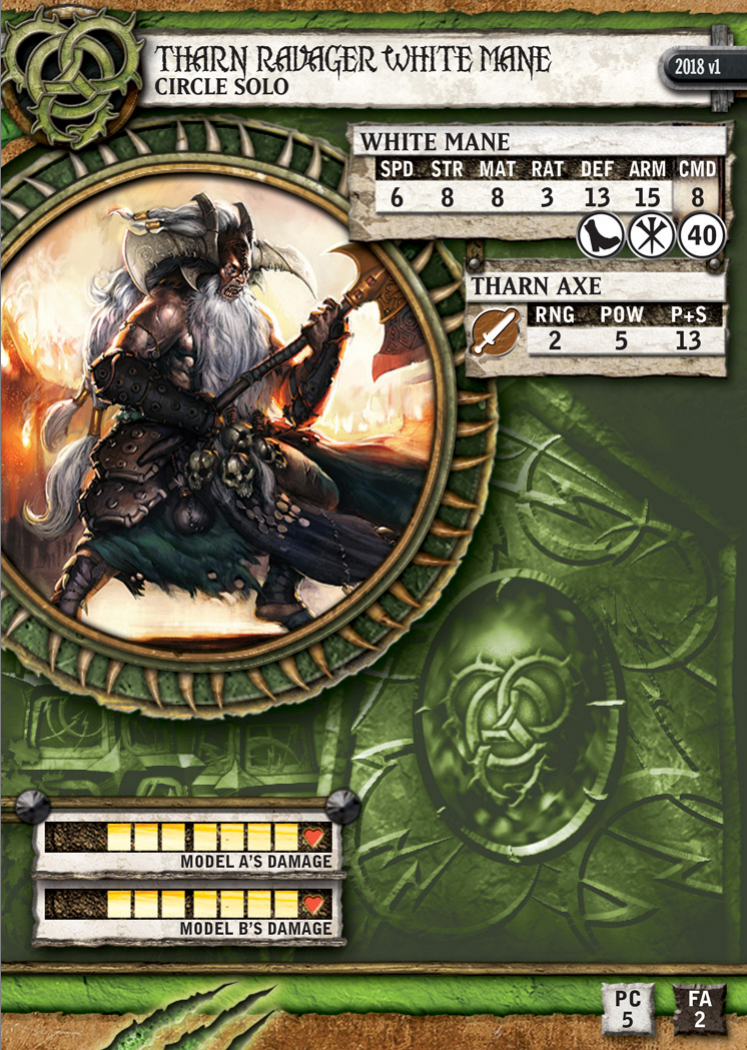 THARN RAVAGER WHITE MANE
CIRCLE SOLO
2018 v1
WHITE MANE
SPD STR MAT RAT DEF ARM CMD
6 8 8 3 13 15 8
40
THARN AXE
RNG POW P+S
2 5 13
MODEL A'S DAMAGE
MODEL B'S DAMAGE
PC FA
5 2